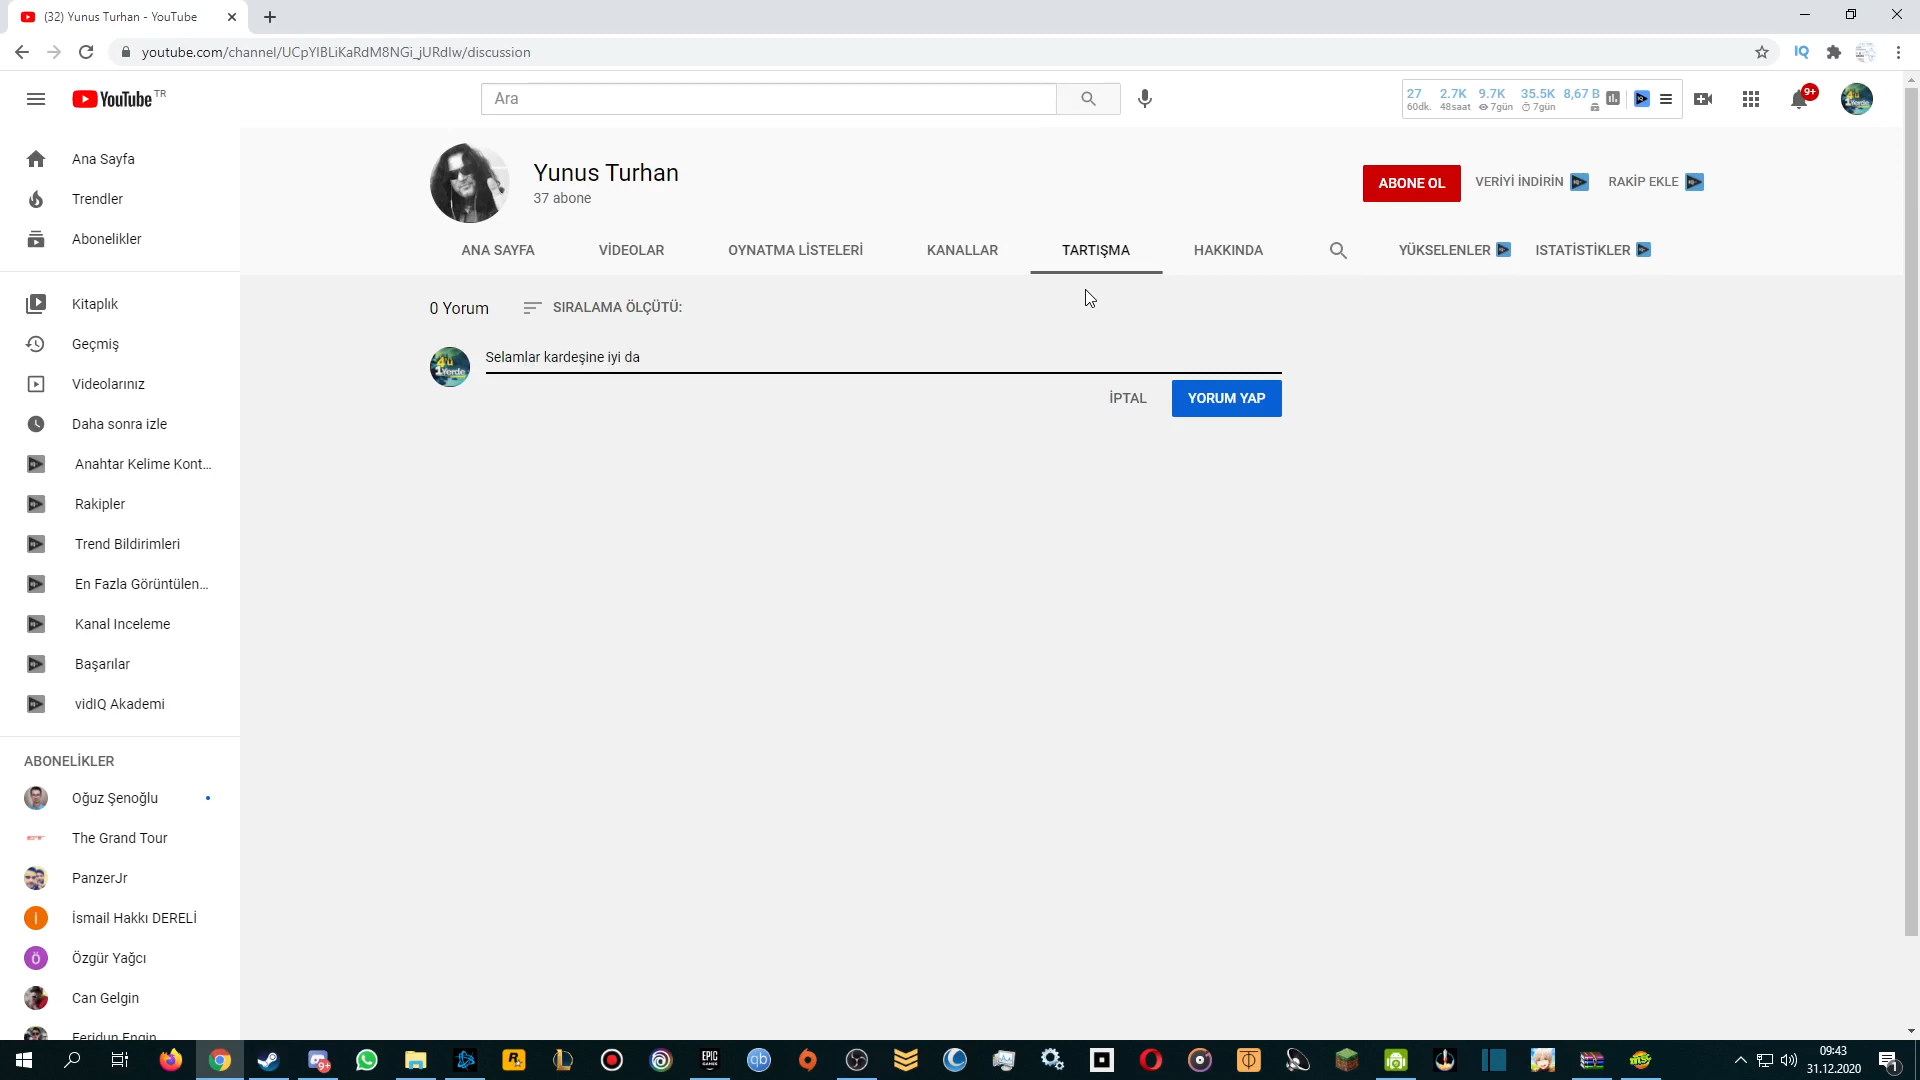 (32) Yunus Turhan - YouTube
youtube.com/channel/UCpYIBLiKaRdM8NGi_jURdlw/discussion
YouTube TR
Ara
27 2.7K 9.7K 35.5K 8,67 B
60dk. 48saat 7gün 7gün
9+
Ana Sayfa
Trendler
Abonelikler
Kitaplık
Geçmiş
Videolarınız
Daha sonra izle
Anahtar Kelime Kont...
Rakipler
Trend Bildirimleri
En Fazla Görüntülen...
Kanal Inceleme
Başarılar
vidIQ Akademi
ABONELİKLER
Oğuz Şenoğlu
The Grand Tour
PanzerJr
İsmail Hakkı DERELİ
Özgür Yağcı
Can Gelgin
Feridun Engin
Yunus Turhan
37 abone
ABONE OL
VERİYİ İNDİRİN
RAKİP EKLE
ANA SAYFA
VİDEOLAR
OYNATMA LİSTELERİ
KANALLAR
TARTIŞMA
HAKKINDA
YÜKSELENLER
ISTATİSTİKLER
0 Yorum
SIRALAMA ÖLÇÜTÜ:
Selamlar kardeşine iyi da
İPTAL
YORUM YAP
09:43
31.12.2020